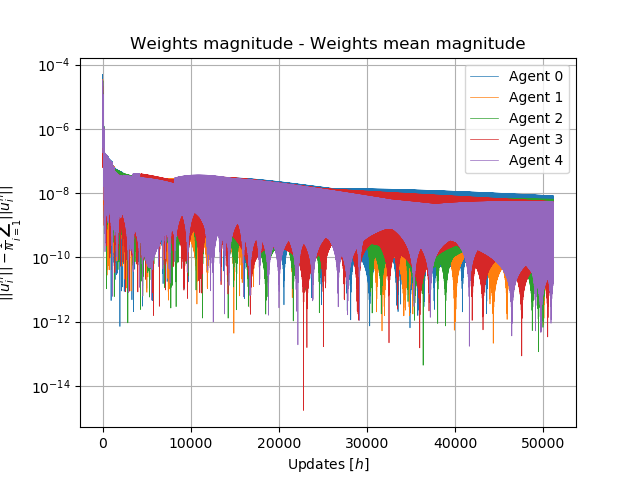 Weights magnitude - Weights mean magnitude
10⁻⁴
10⁻⁶
10⁻⁸
10⁻¹⁰
10⁻¹²
10⁻¹⁴
Agent 0
Agent 1
Agent 2
Agent 3
Agent 4
0
10000
20000
30000
40000
50000
Updates [h]